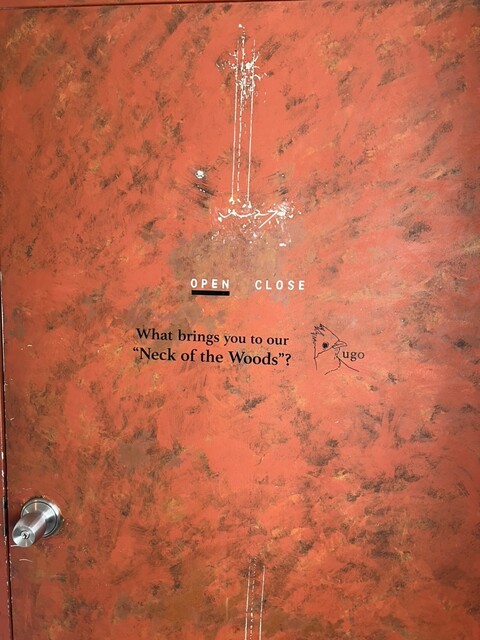 OPEN CLOSE
What brings you to our
“Neck of the Woods”?
ugo